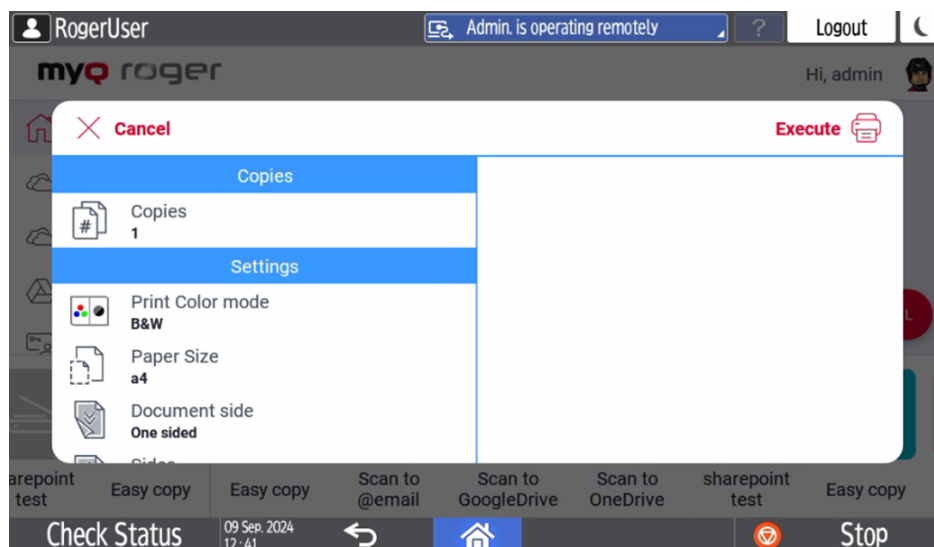 RogerUser
Admin. is operating remotely
?
Logout
myq roger
Hi, admin
Cancel
Execute
Copies
Copies
#
1
Settings
Print Color mode
B&W
Paper Size
a4
Document side
One sided
Sides
L
arepoint
test
Easy copy
Easy copy
Scan to
@email
Scan to
GoogleDrive
Scan to
OneDrive
sharepoint
test
Easy copy
Check Status
09 Sep. 2024
12:41
Stop